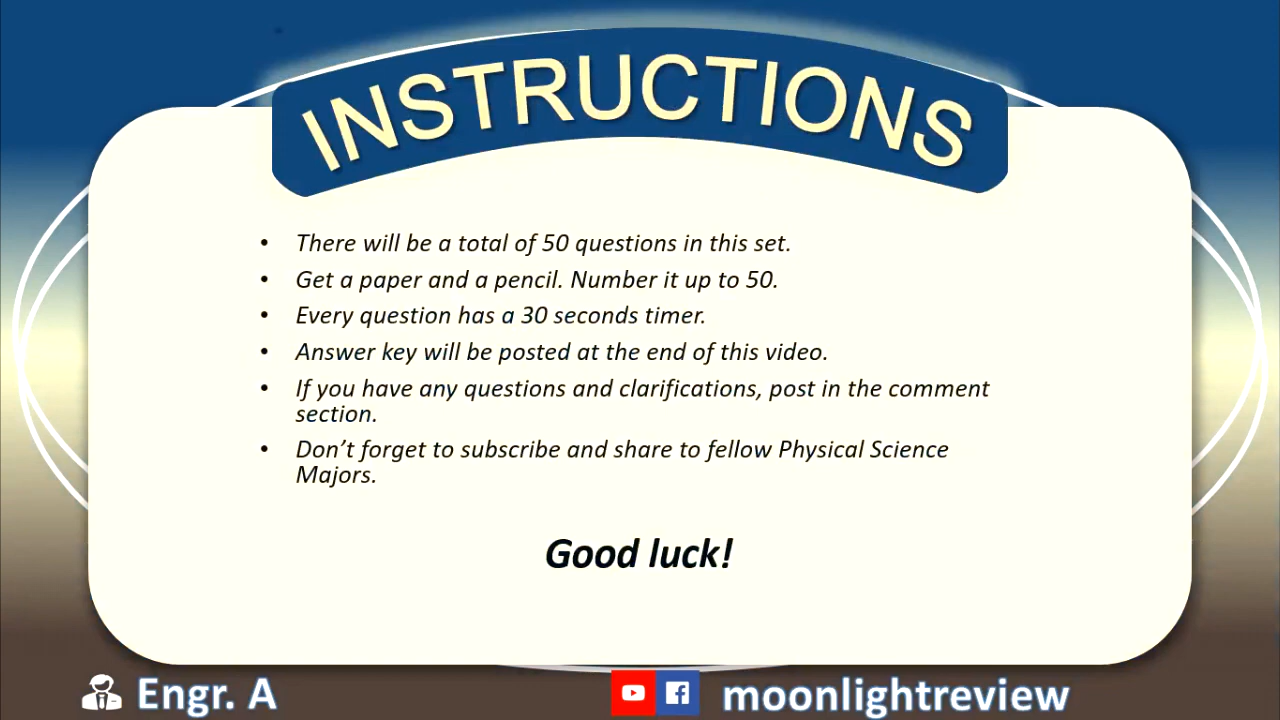 INSTRUCTIONS
• There will be a total of 50 questions in this set.
• Get a paper and a pencil. Number it up to 50.
• Every question has a 30 seconds timer.
• Answer key will be posted at the end of this video.
• If you have any questions and clarifications, post in the comment
section.
• Don’t forget to subscribe and share to fellow Physical Science
Majors.
Good luck!
Engr. A
moonlightreview